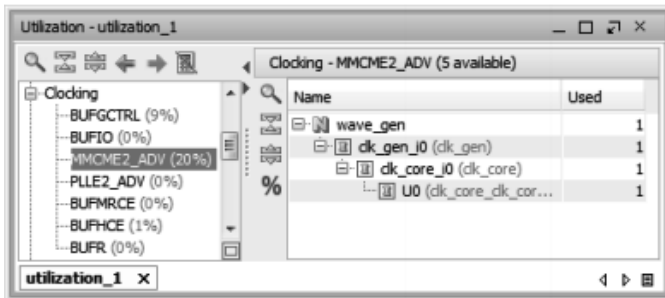 Utilization - utilization_1
Clocking - MMCME2_ADV (5 available)
Clocking
BUFGCTRL (9%)
BUFIO (0%)
MMCME2_ADV (20%)
PLLE2_ADV (0%)
BUFMRCE (0%)
BUFHCE (1%)
BUFR (0%)
%
Name Used
wave_gen 1
clk_gen_i0 (clk_gen) 1
clk_core_i0 (clk_core) 1
U0 (clk_core_clk_cor... 1
utilization_1 X